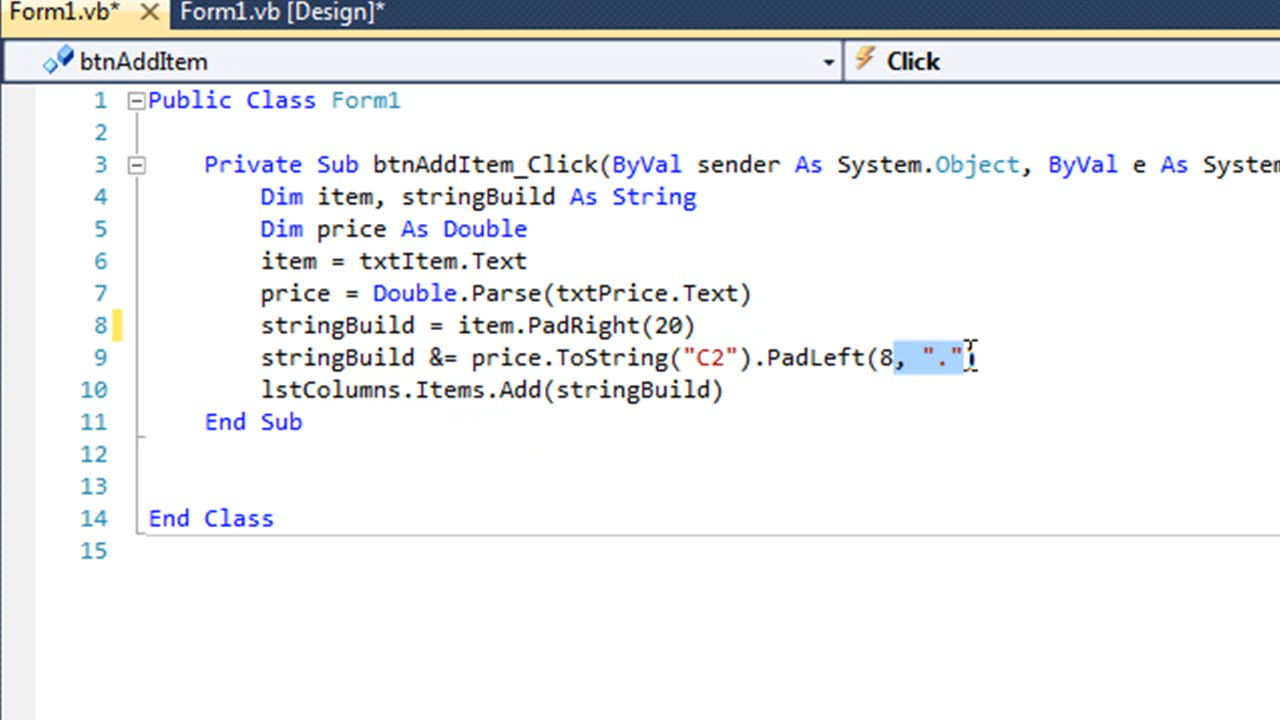 Form1.vb* Form1.vb [Design]*
btnAddItem Click
1 Public Class Form1
2
3 Private Sub btnAddItem_Click(ByVal sender As System.Object, ByVal e As System
4 Dim item, stringBuild As String
5 Dim price As Double
6 item = txtItem.Text
7 price = Double.Parse(txtPrice.Text)
8 stringBuild = item.PadRight(20)
9 stringBuild &= price.ToString("C2").PadLeft(8, ".")
10 lstColumns.Items.Add(stringBuild)
11 End Sub
12
13
14 End Class
15